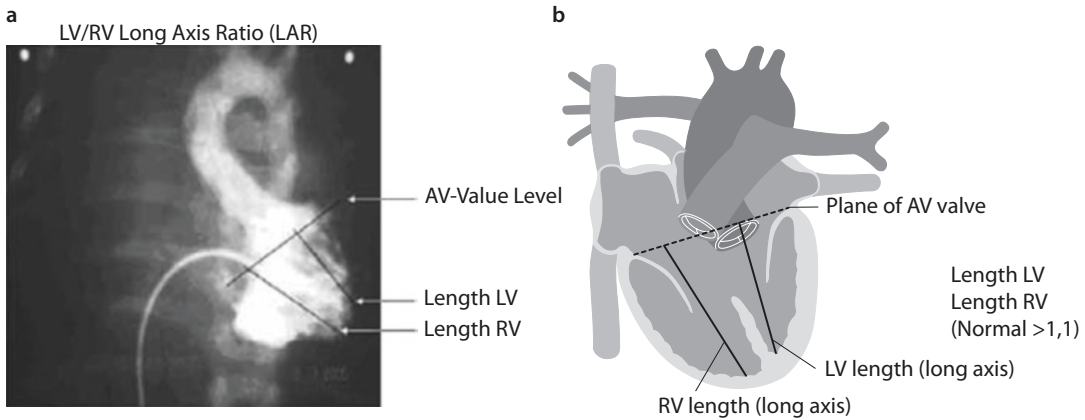 a
LV/RV Long Axis Ratio (LAR)
AV-Value Level
Length LV
Length RV
b
Plane of AV valve
Length LV
Length RV
(Normal >1,1)
LV length (long axis)
RV length (long axis)